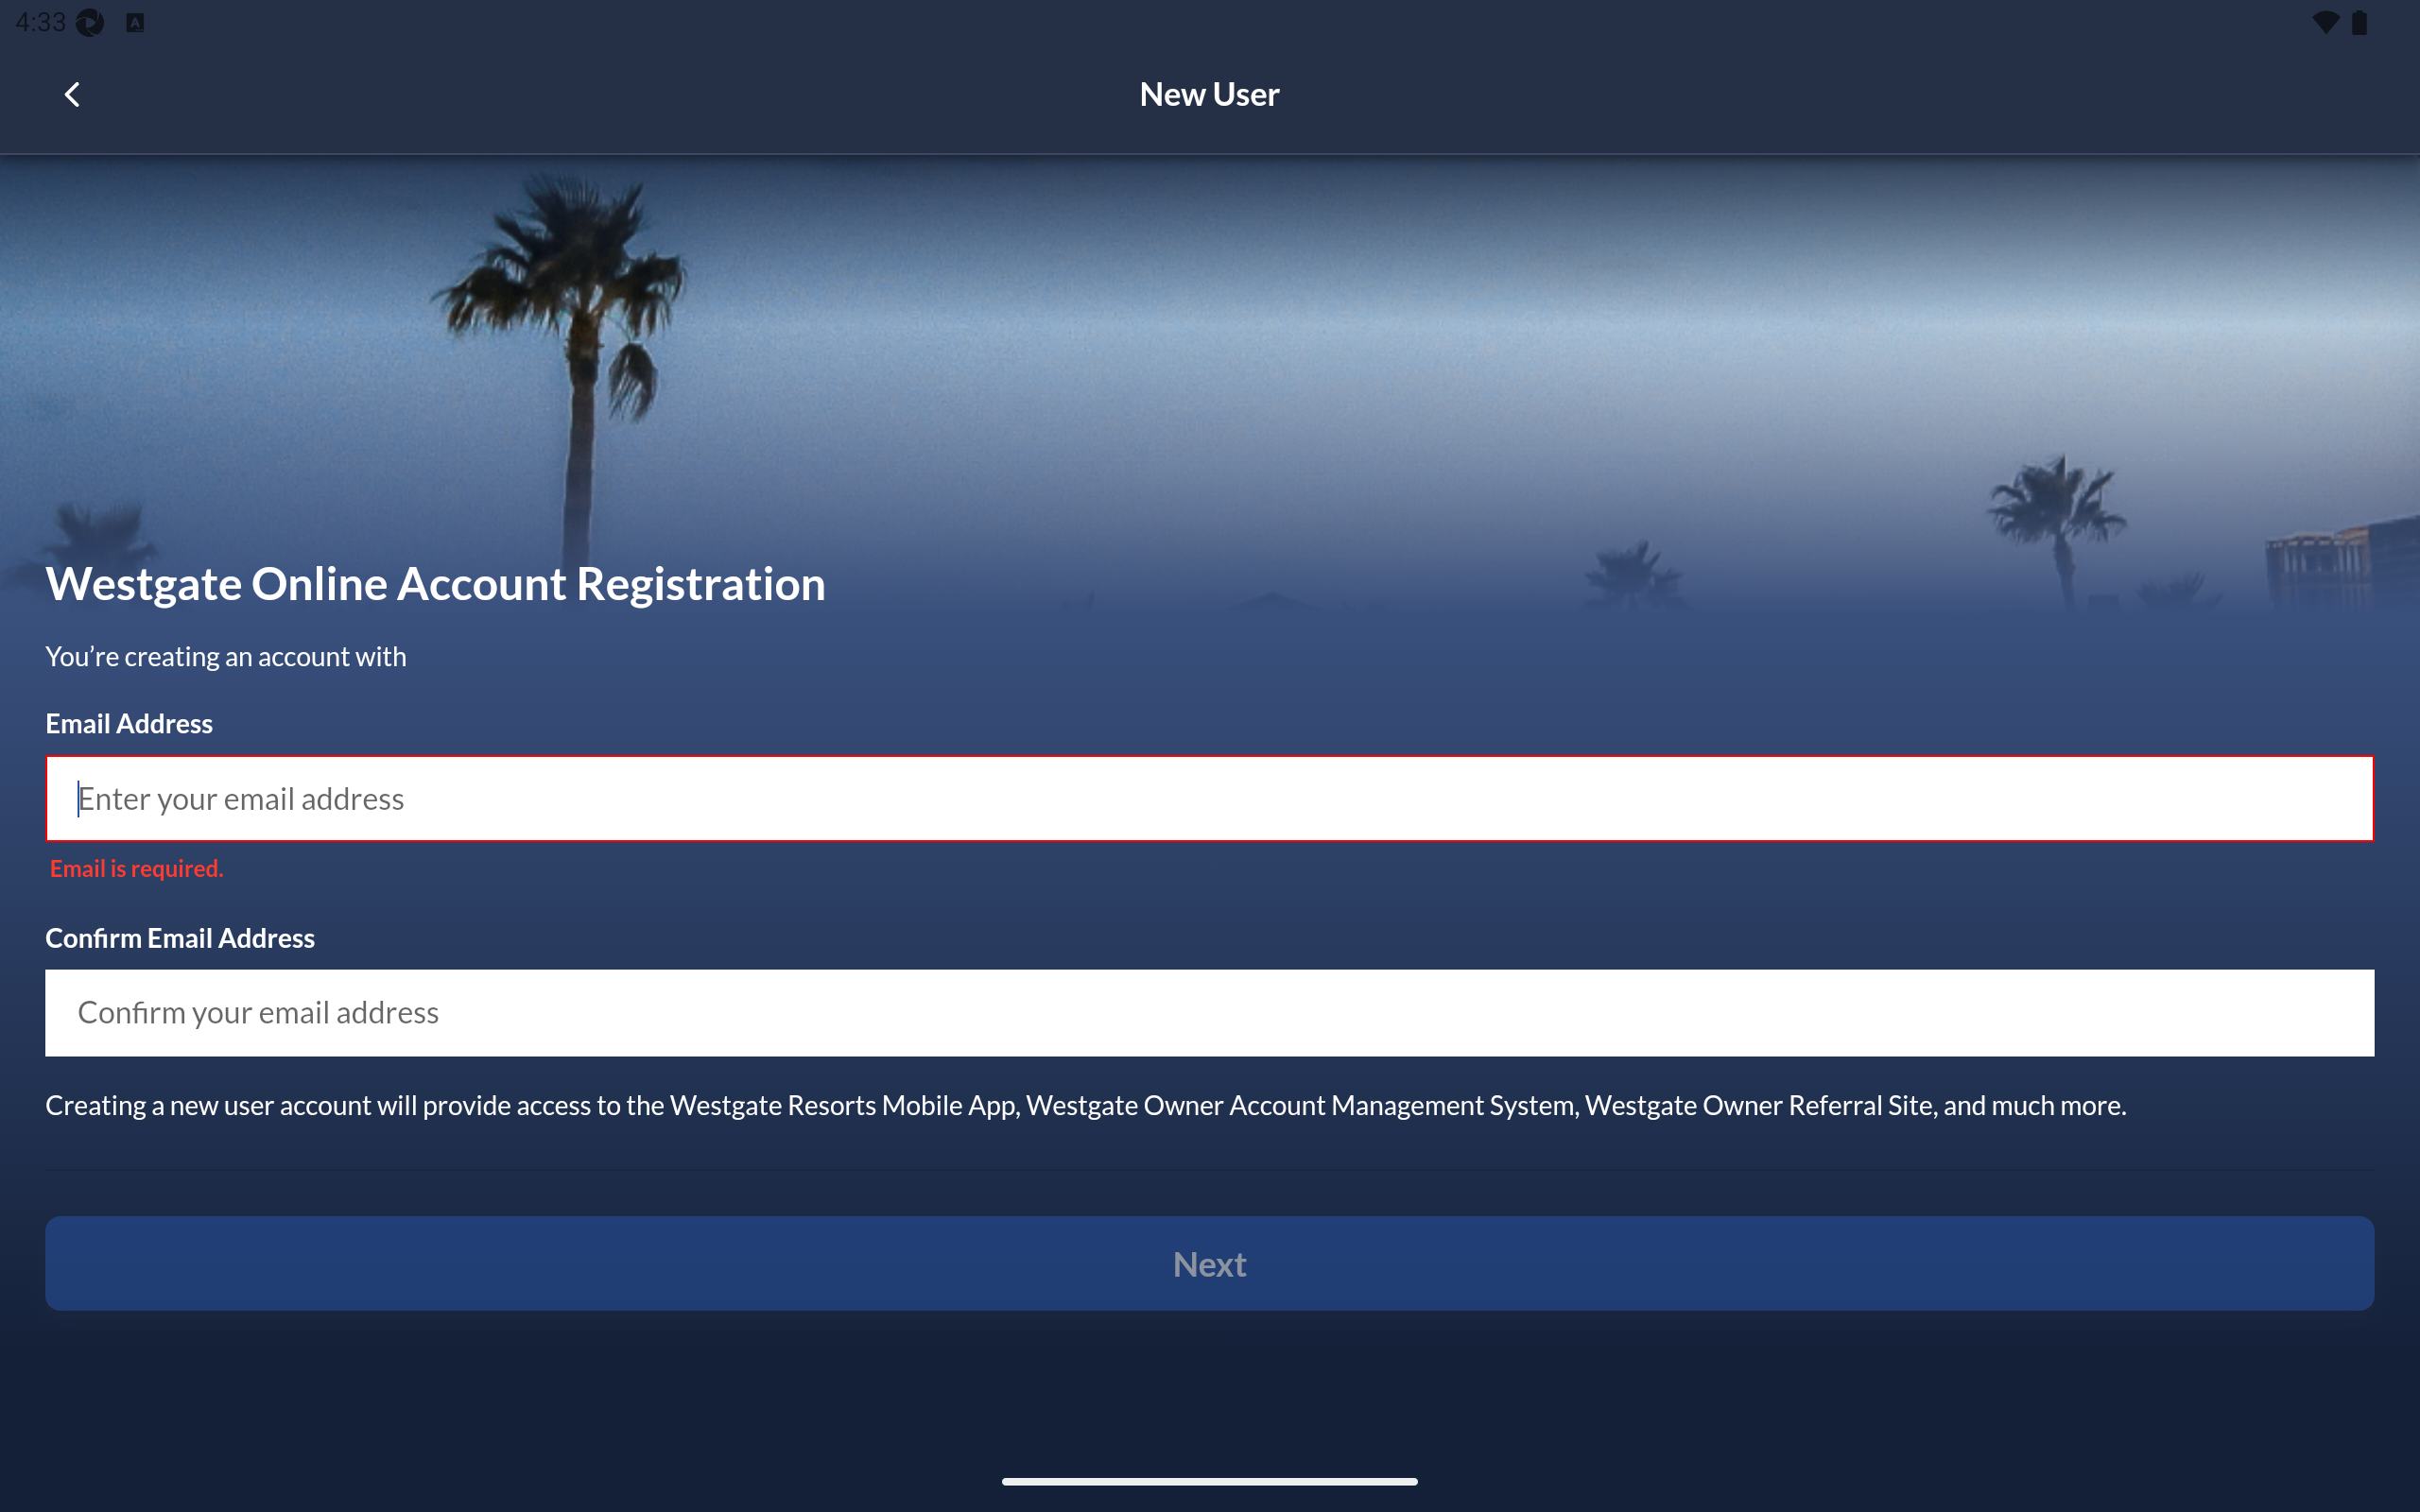 4:33
New User
Westgate Online Account Registration
You’re creating an account with
Email Address
Enter your email address
Email is required.
Confirm Email Address
Confirm your email address
Creating a new user account will provide access to the Westgate Resorts Mobile App, Westgate Owner Account Management System, Westgate Owner Referral Site, and much more.
Next